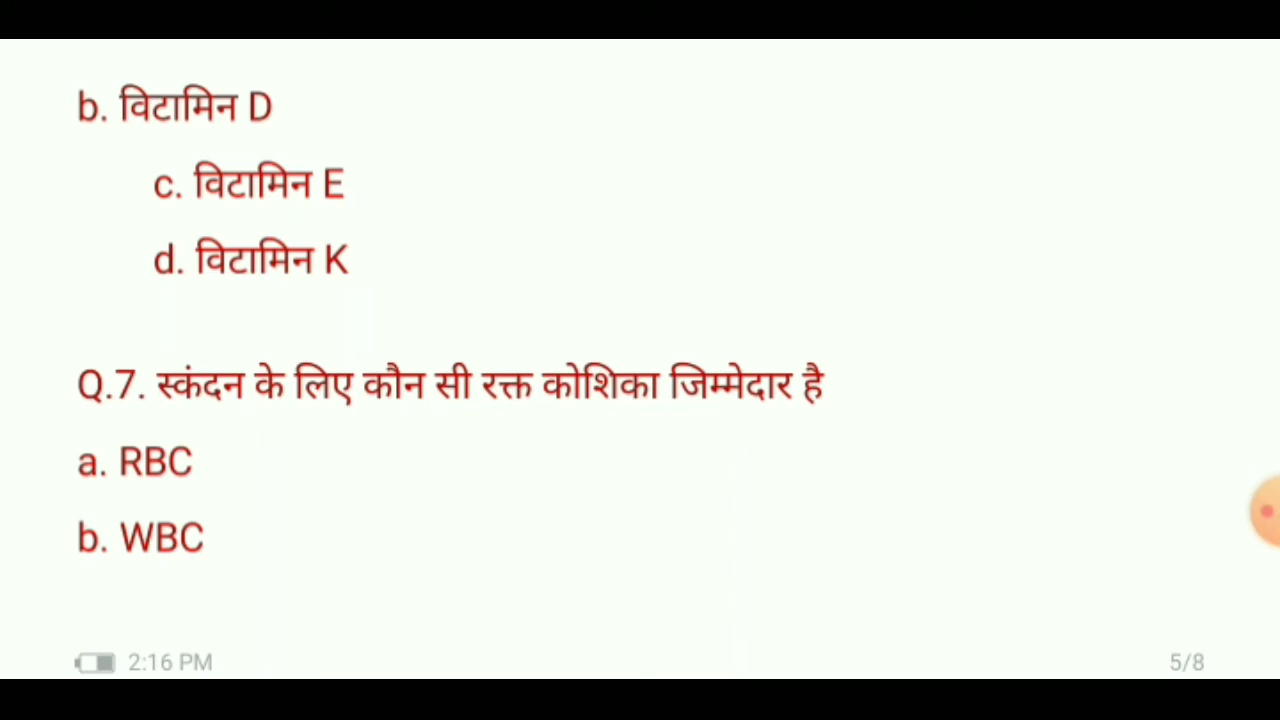 b. विटामिन D
c. विटामिन E
d. विटामिन K
Q.7. स्कंदन के लिए कौन सी रक्त कोशिका जिम्मेदार है
a. RBC
b. WBC
2:16 PM
5/8